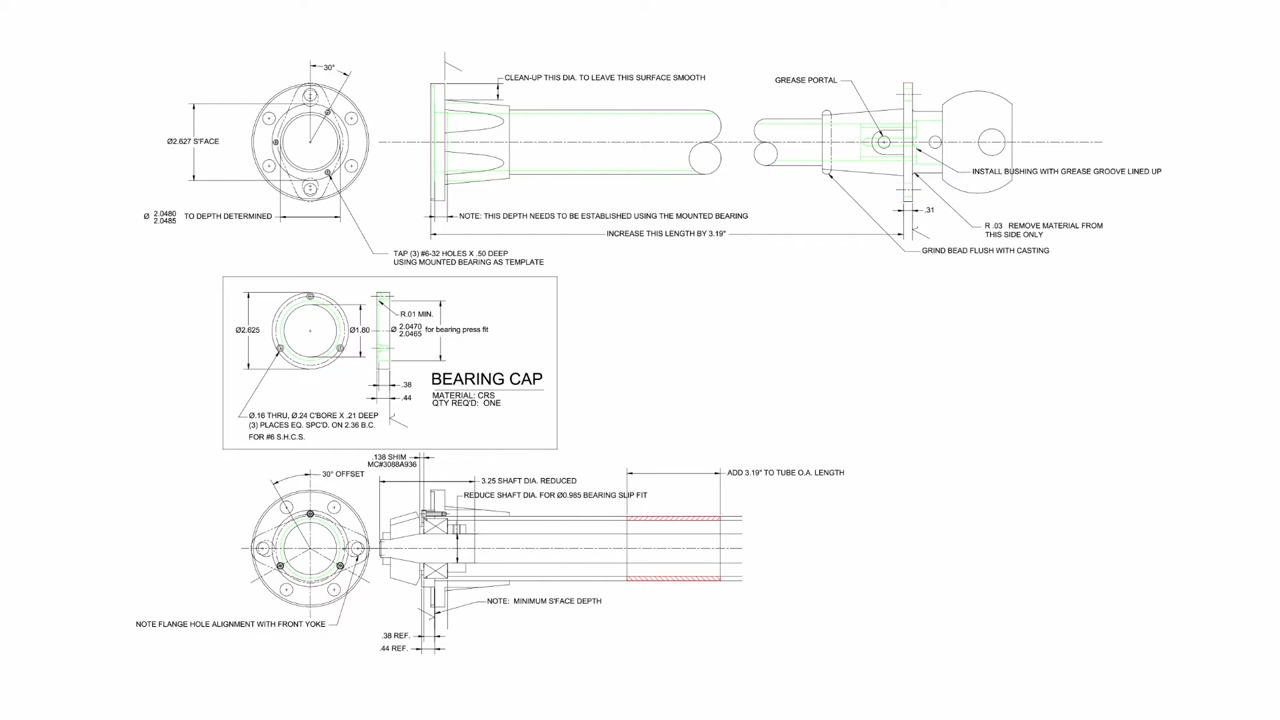 30°
CLEAN-UP THIS DIA. TO LEAVE THIS SURFACE SMOOTH
GREASE PORTAL
Ø2.627 S'FACE
INSTALL BUSHING WITH GREASE GROOVE LINED UP
Ø 2.0480
2.0485
TO DEPTH DETERMINED
NOTE: THIS DEPTH NEEDS TO BE ESTABLISHED USING THE MOUNTED BEARING
.31
INCREASE THIS LENGTH BY 3.19"
R .03 REMOVE MATERIAL FROM
THIS SIDE ONLY
GRIND BEAD FLUSH WITH CASTING
TAP (3) #6-32 HOLES X .50 DEEP
USING MOUNTED BEARING AS TEMPLATE
R.01 MIN.
Ø2.625
Ø1.80
Ø 2.0470
2.0465
for bearing press fit
BEARING CAP
MATERIAL: CRS
QTY REQ'D: ONE
.38
.44
Ø.16 THRU, Ø.24 C'BORE X .21 DEEP
(3) PLACES EQ. SPC'D. ON 2.36 B.C.
FOR #6 S.H.C.S.
.138 SHIM
MC#3088A936
30° OFFSET
3.25 SHAFT DIA. REDUCED
ADD 3.19" TO TUBE O.A. LENGTH
REDUCE SHAFT DIA. FOR Ø0.985 BEARING SLIP FIT
NOTE: MINIMUM S'FACE DEPTH
NOTE FLANGE HOLE ALIGNMENT WITH FRONT YOKE
.38 REF.
.44 REF.